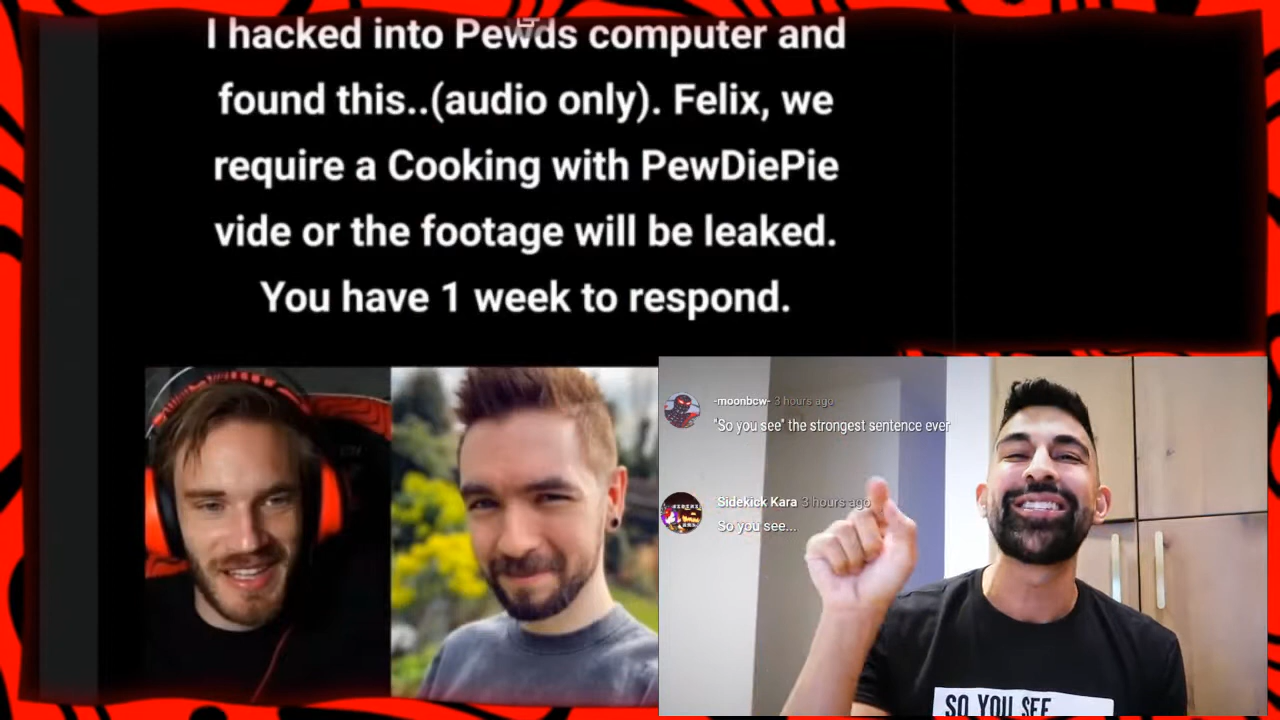 I hacked into Pewds computer and
found this..(audio only). Felix, we
require a Cooking with PewDiePie
vide or the footage will be leaked.
You have 1 week to respond.
-moonbcw- 3 hours ago
"So you see" the strongest sentence ever
Sidekick Kara 3 hours ago
So you see...
SO YOU SEE